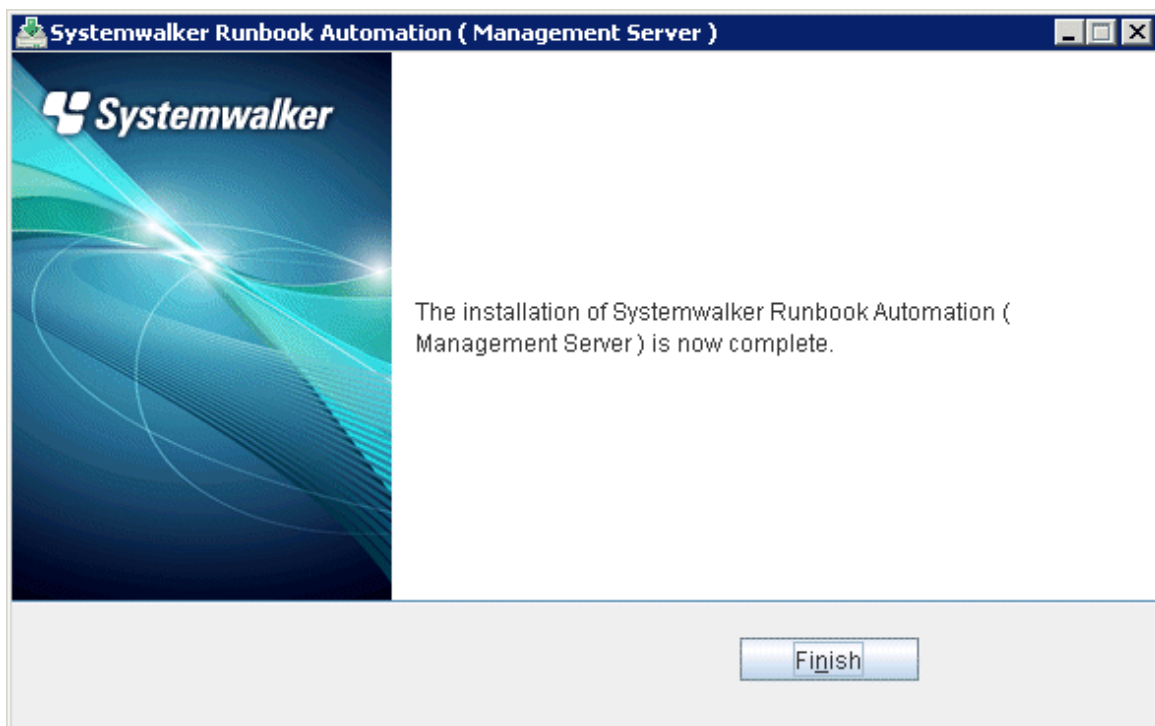 Systemwalker Runbook Automation ( Management Server )
Systemwalker
The installation of Systemwalker Runbook Automation (
Management Server ) is now complete.
Finish